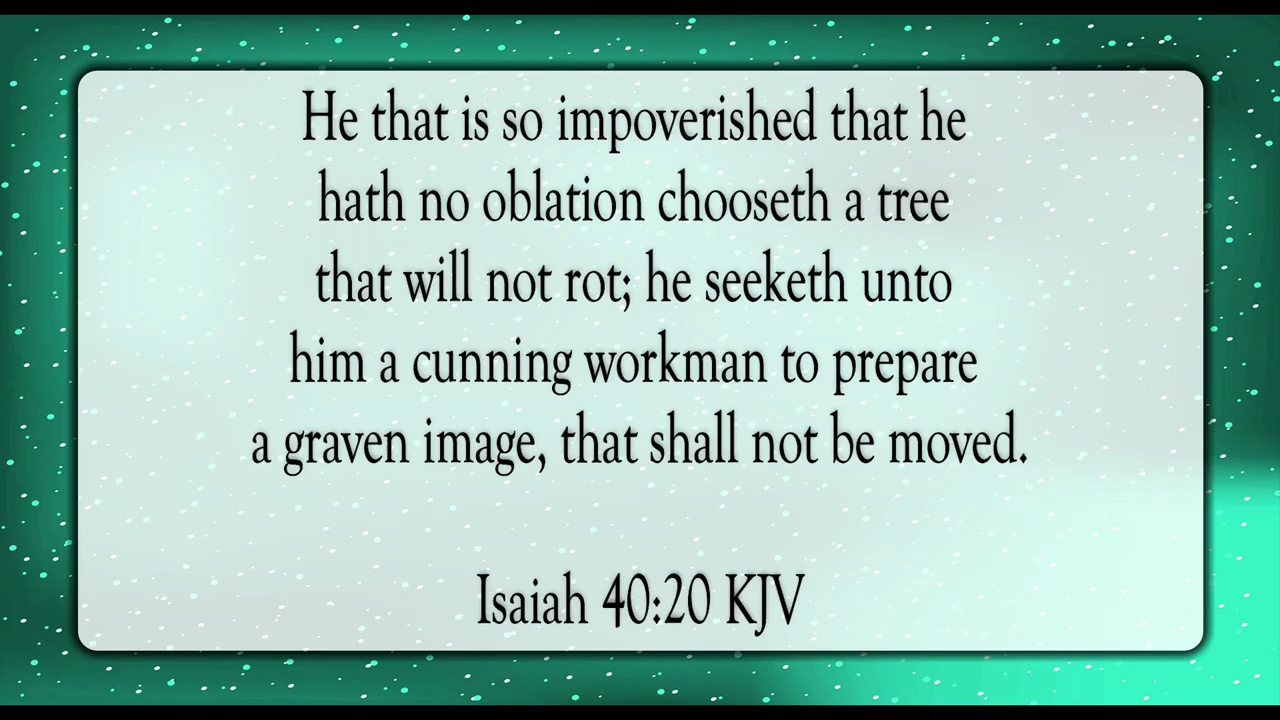 He that is so impoverished that he
hath no oblation chooseth a tree
that will not rot; he seeketh unto
him a cunning workman to prepare
a graven image, that shall not be moved.
Isaiah 40:20 KJV